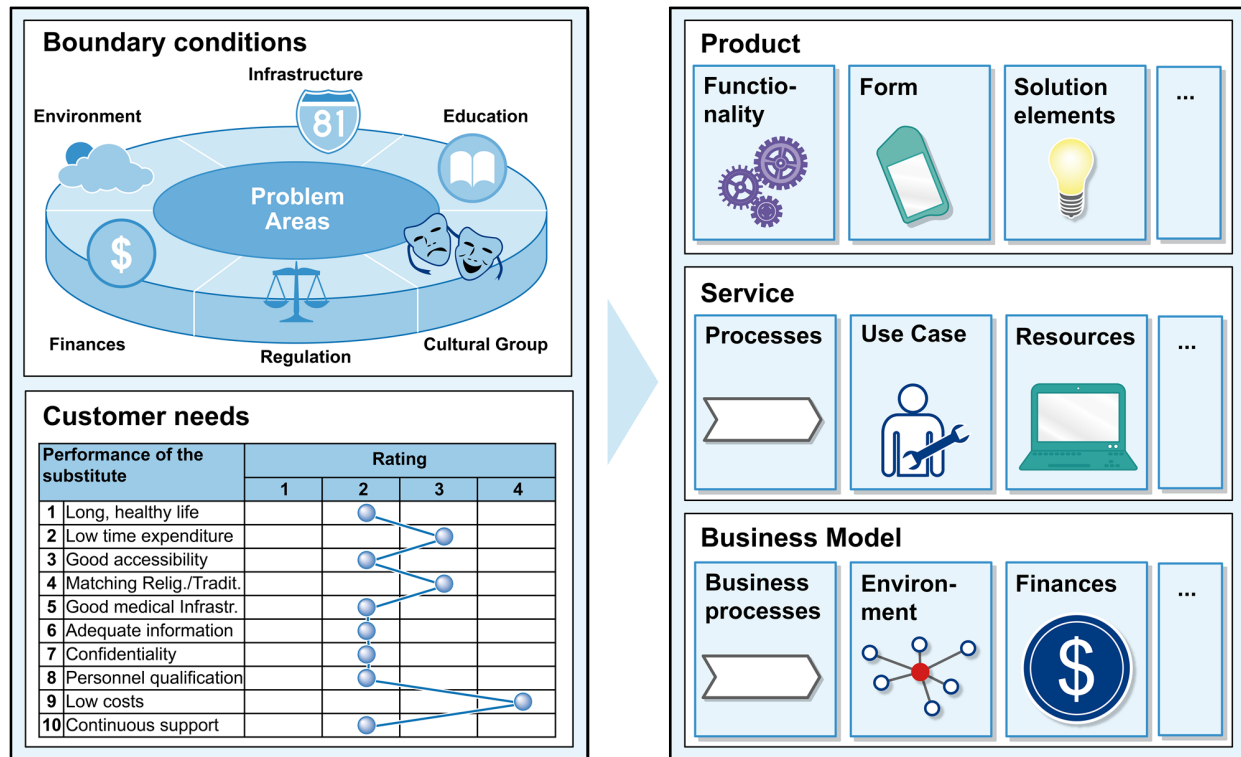 Boundary conditions
Infrastructure
Environment
81
Education
Problem
Areas
$
Finances
Regulation
Cultural Group
Customer needs
Performance of the
substitute
Rating
1 2 3 4
1 Long, healthy life
2 Low time expenditure
3 Good accessibility
4 Matching Relig./Tradit.
5 Good medical Infrastr.
6 Adequate information
7 Confidentiality
8 Personnel qualification
9 Low costs
10 Continuous support
Product
Functio-
nality
Form
Solution
elements
...
Service
Processes
Use Case
Resources
...
Business Model
Business
processes
Environ-
ment
Finances
$
...